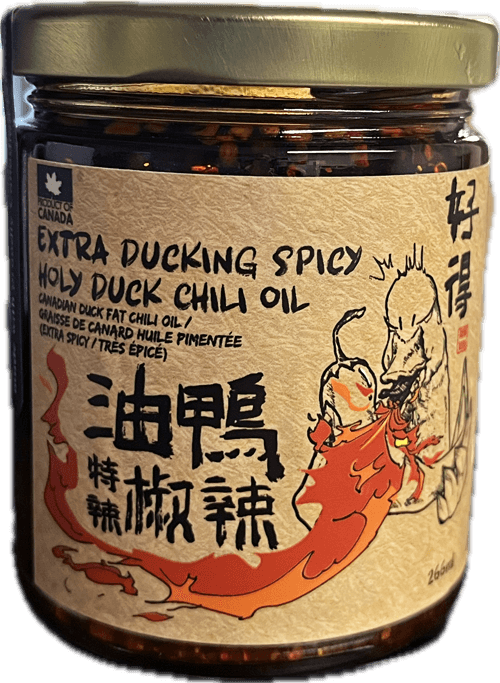 PRODUCT OF
CANADA
EXTRA DUCKING SPICY
HOLY DUCK CHILI OIL
CANADIAN DUCK FAT CHILI OIL /
GRAISSE DE CANARD HUILE PIMENTÉE
(EXTRA SPICY / TRÈS ÉPICÉ)
好得
油鴨
特辣
椒辣
266ml